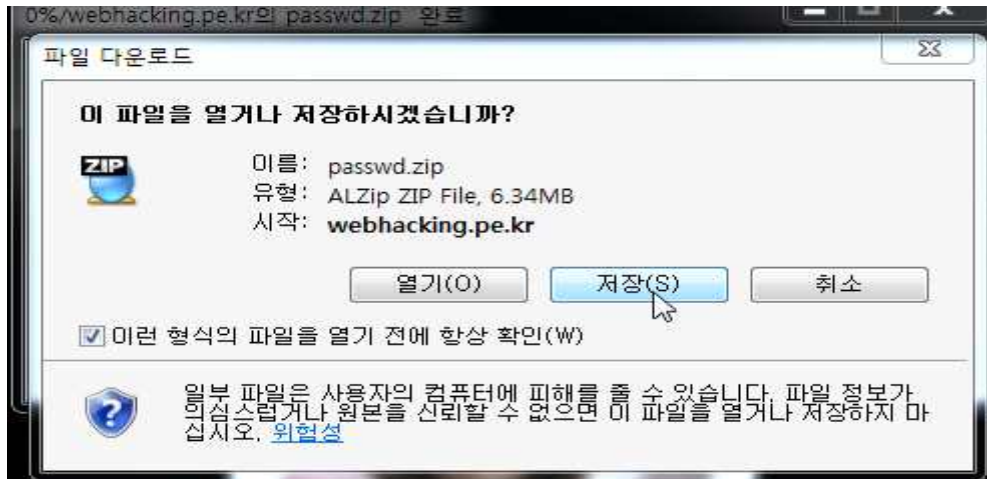 0%/webhacking.pe.kr의 passwd.zip 완료
파일 다운로드
이 파일을 열거나 저장하시겠습니까?
ZIP
이름: passwd.zip
유형: ALZip ZIP File, 6.34MB
시작: webhacking.pe.kr
열기(O) 저장(S) 취소
이런 형식의 파일을 열기 전에 항상 확인(W)
일부 파일은 사용자의 컴퓨터에 피해를 줄 수 있습니다. 파일 정보가
의심스럽거나 원본을 신뢰할 수 없으면 이 파일을 열거나 저장하지 마
십시오. 위험성